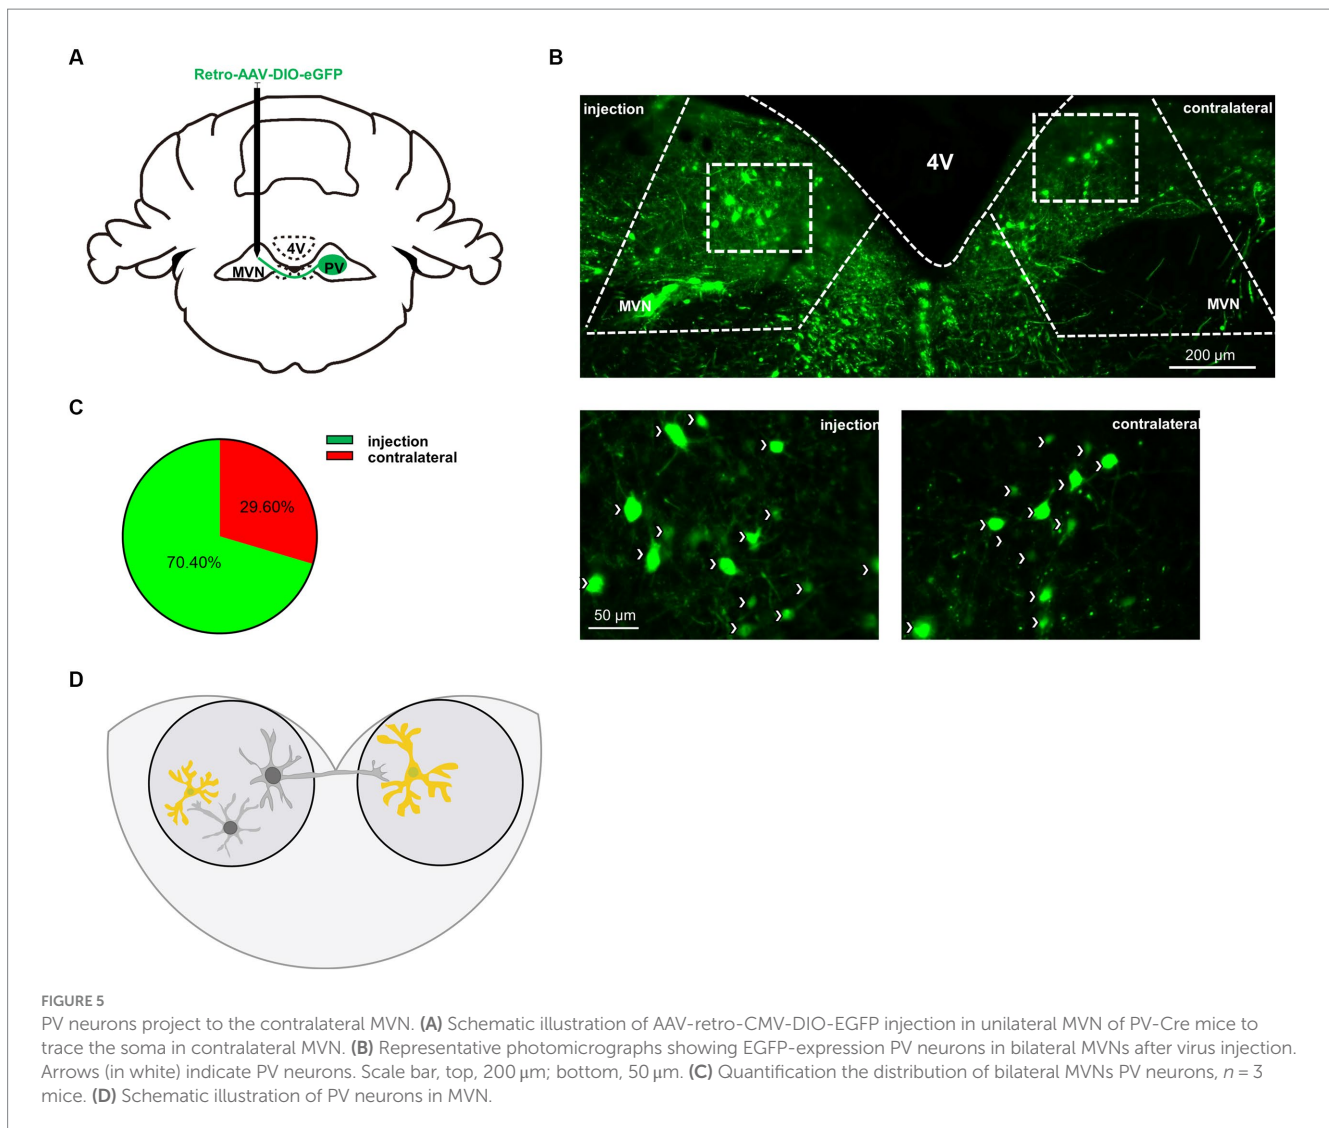 A
Retro-AAV-DIO-eGFP
4V
MVN
PV
B
injection
contralateral
4V
MVN
MVN
200 μm
injection
contralateral
50 μm
C
injection
contralateral
29.60%
70.40%
D
FIGURE 5
PV neurons project to the contralateral MVN. (A) Schematic illustration of AAV-retro-CMV-DIO-EGFP injection in unilateral MVN of PV-Cre mice to
trace the soma in contralateral MVN. (B) Representative photomicrographs showing EGFP-expression PV neurons in bilateral MVNs after virus injection.
Arrows (in white) indicate PV neurons. Scale bar, top, 200 μm; bottom, 50 μm. (C) Quantification the distribution of bilateral MVNs PV neurons, n = 3
mice. (D) Schematic illustration of PV neurons in MVN.